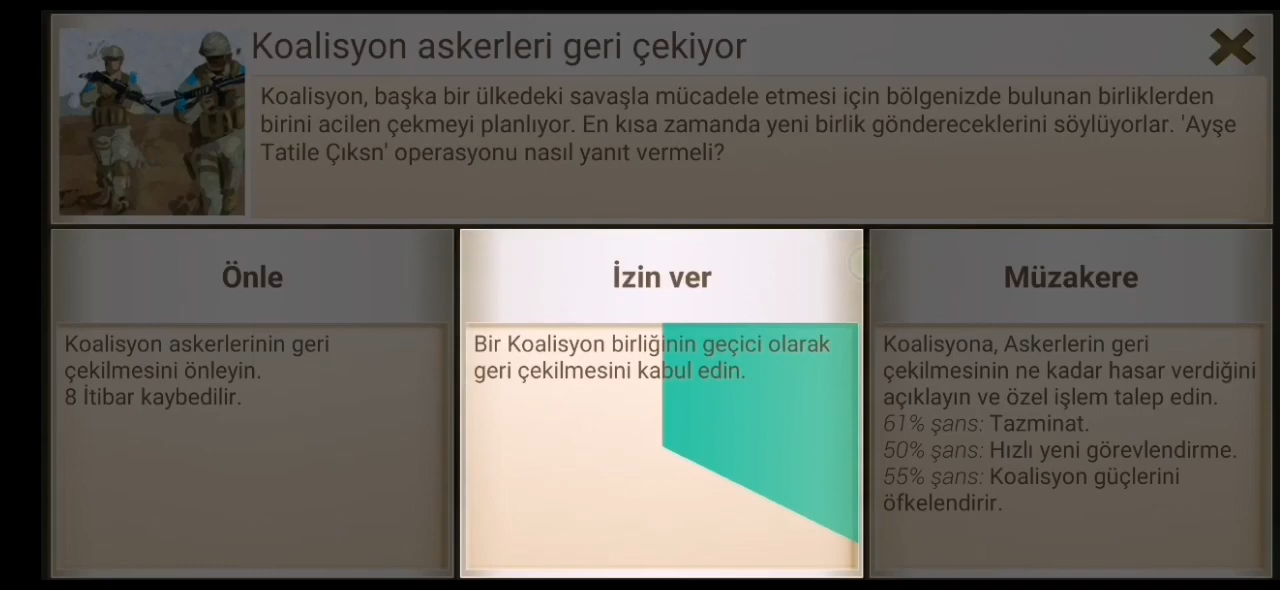 Koalisyon askerleri geri çekiyor
Koalisyon, başka bir ülkedeki savaşla mücadele etmesi için bölgenizde bulunan birliklerden
birini acilen çekmeyi planlıyor. En kısa zamanda yeni birlik göndereceklerini söylüyorlar. 'Ayşe
Tatile Çıksn' operasyonu nasıl yanıt vermeli?
Önle
Koalisyon askerlerinin geri
çekilmesini önleyin.
8 İtibar kaybedilir.
İzin ver
Bir Koalisyon birliğinin geçici olarak
geri çekilmesini kabul edin.
Müzakere
Koalisyona, Askerlerin geri
çekilmesinin ne kadar hasar verdiğini
açıklayın ve özel işlem talep edin.
61% şans: Tazminat.
50% şans: Hızlı yeni görevlendirme.
55% şans: Koalisyon güçlerini
öfkelendirir.